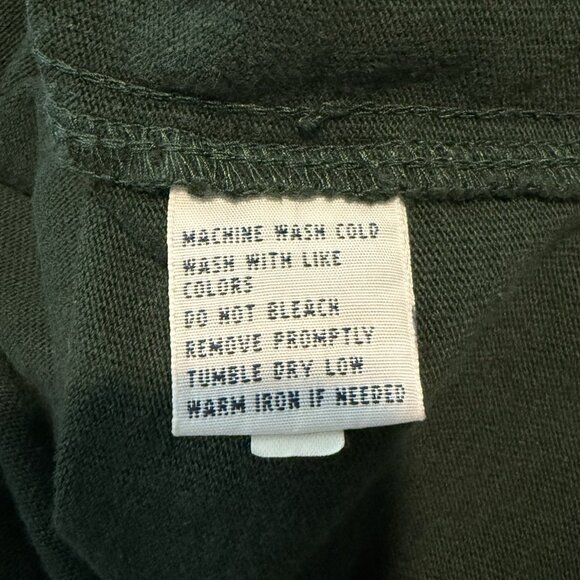 MACHINE WASH COLD
WASH WITH LIKE
COLORS
DO NOT BLEACH
REMOVE PROMPTLY
TUMBLE DRY LOW
WARM IRON IF NEEDED